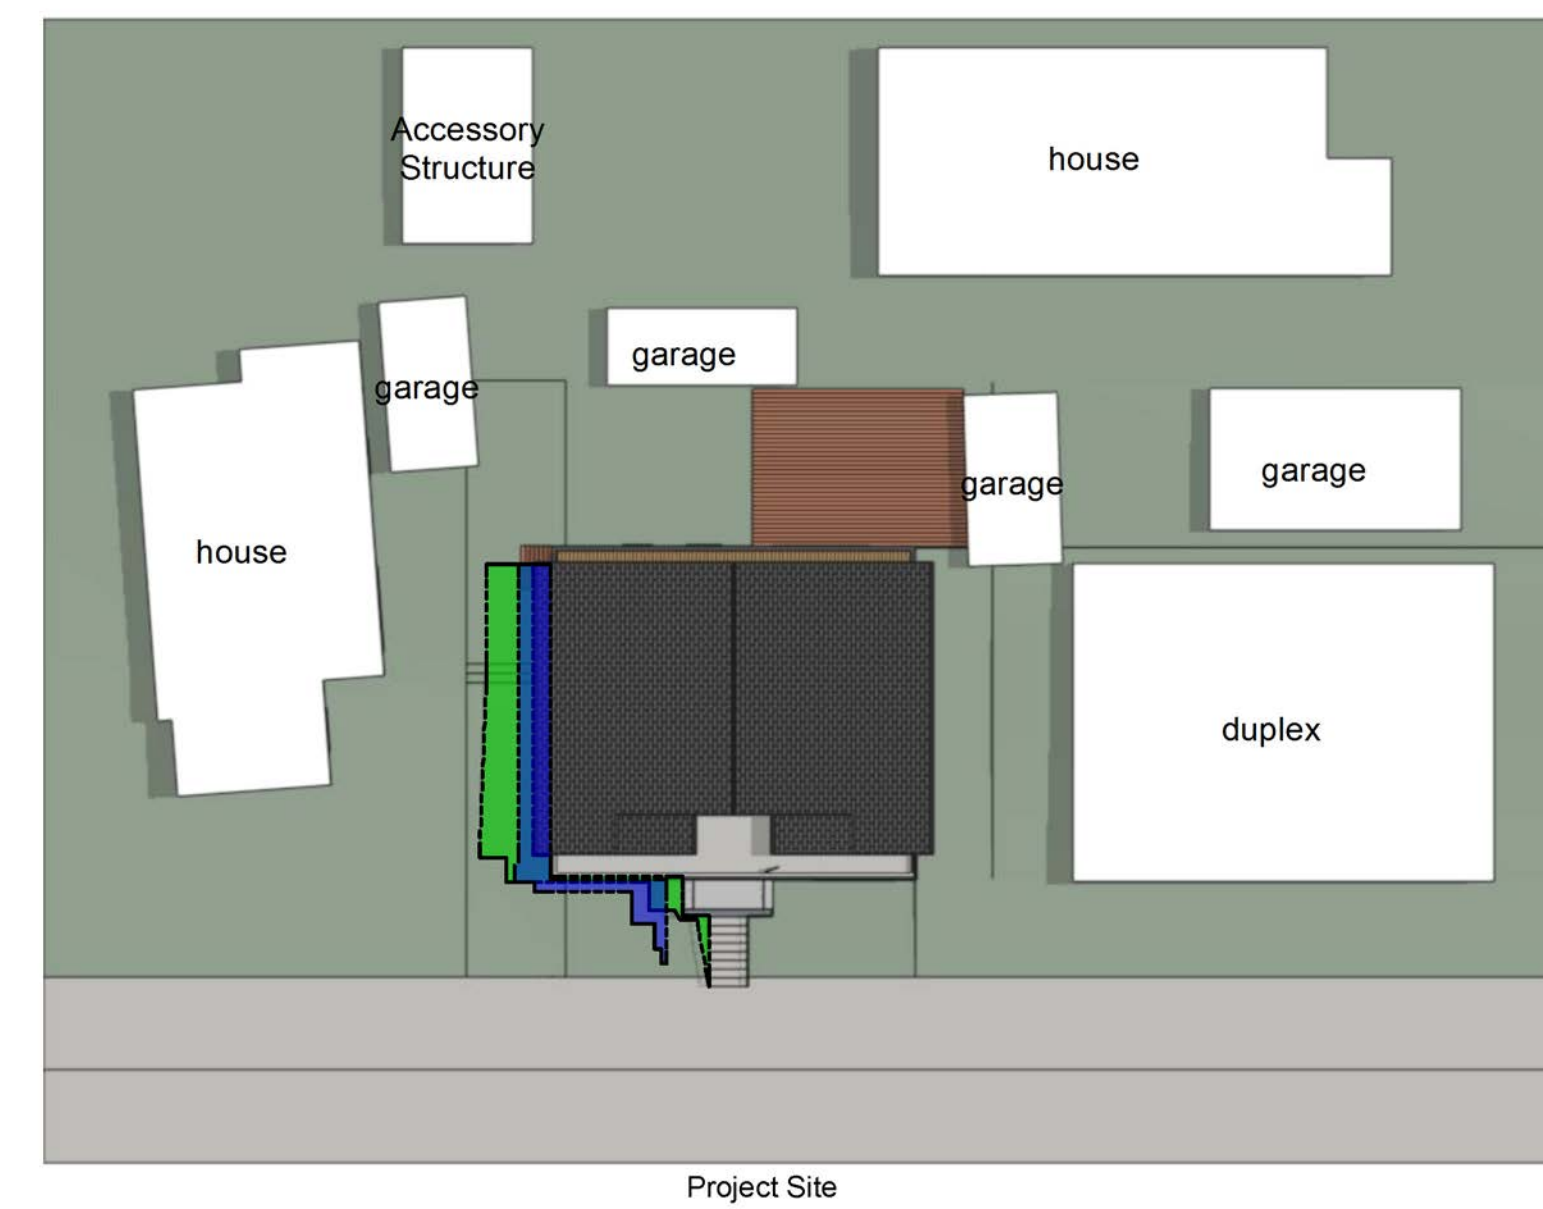 Accessory
Structure
house
garage
garage
garage
garage
house
duplex
Project Site